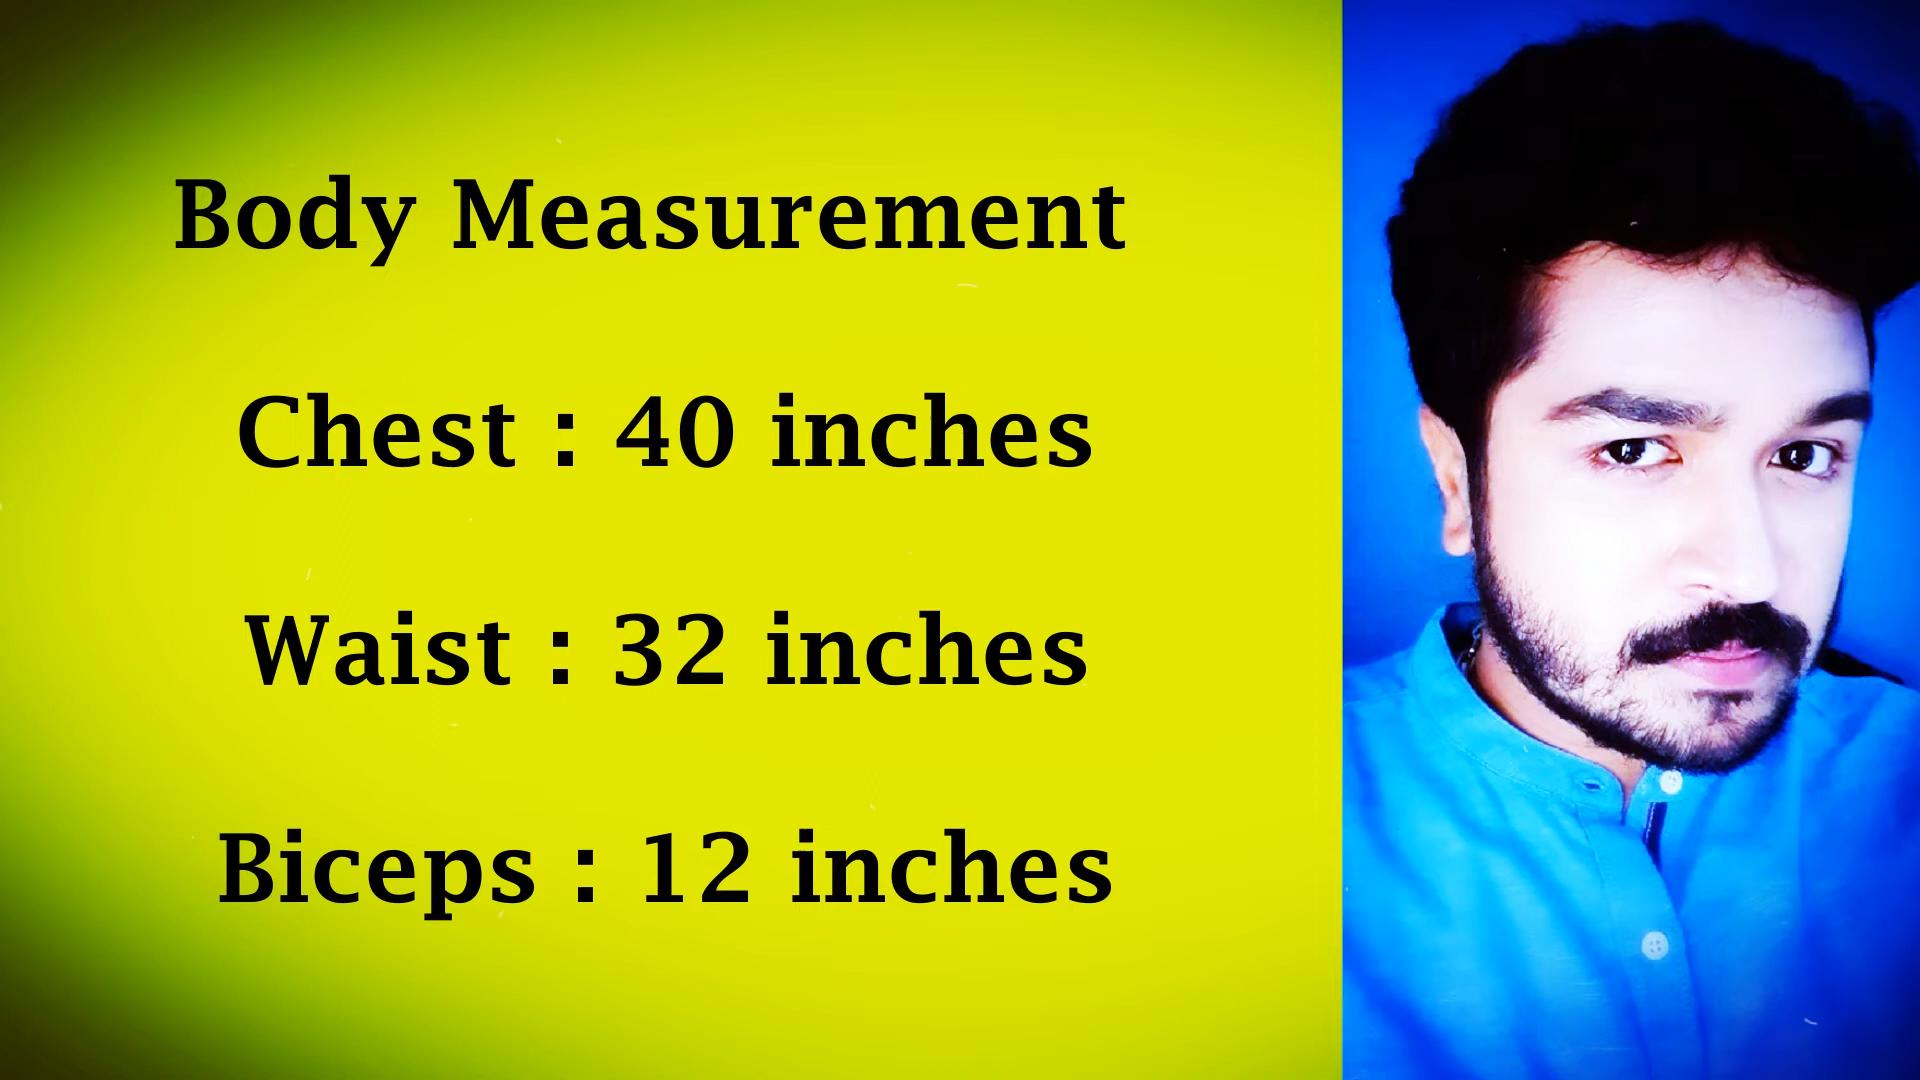 Body Measurement
Chest : 40 inches
Waist : 32 inches
Biceps : 12 inches